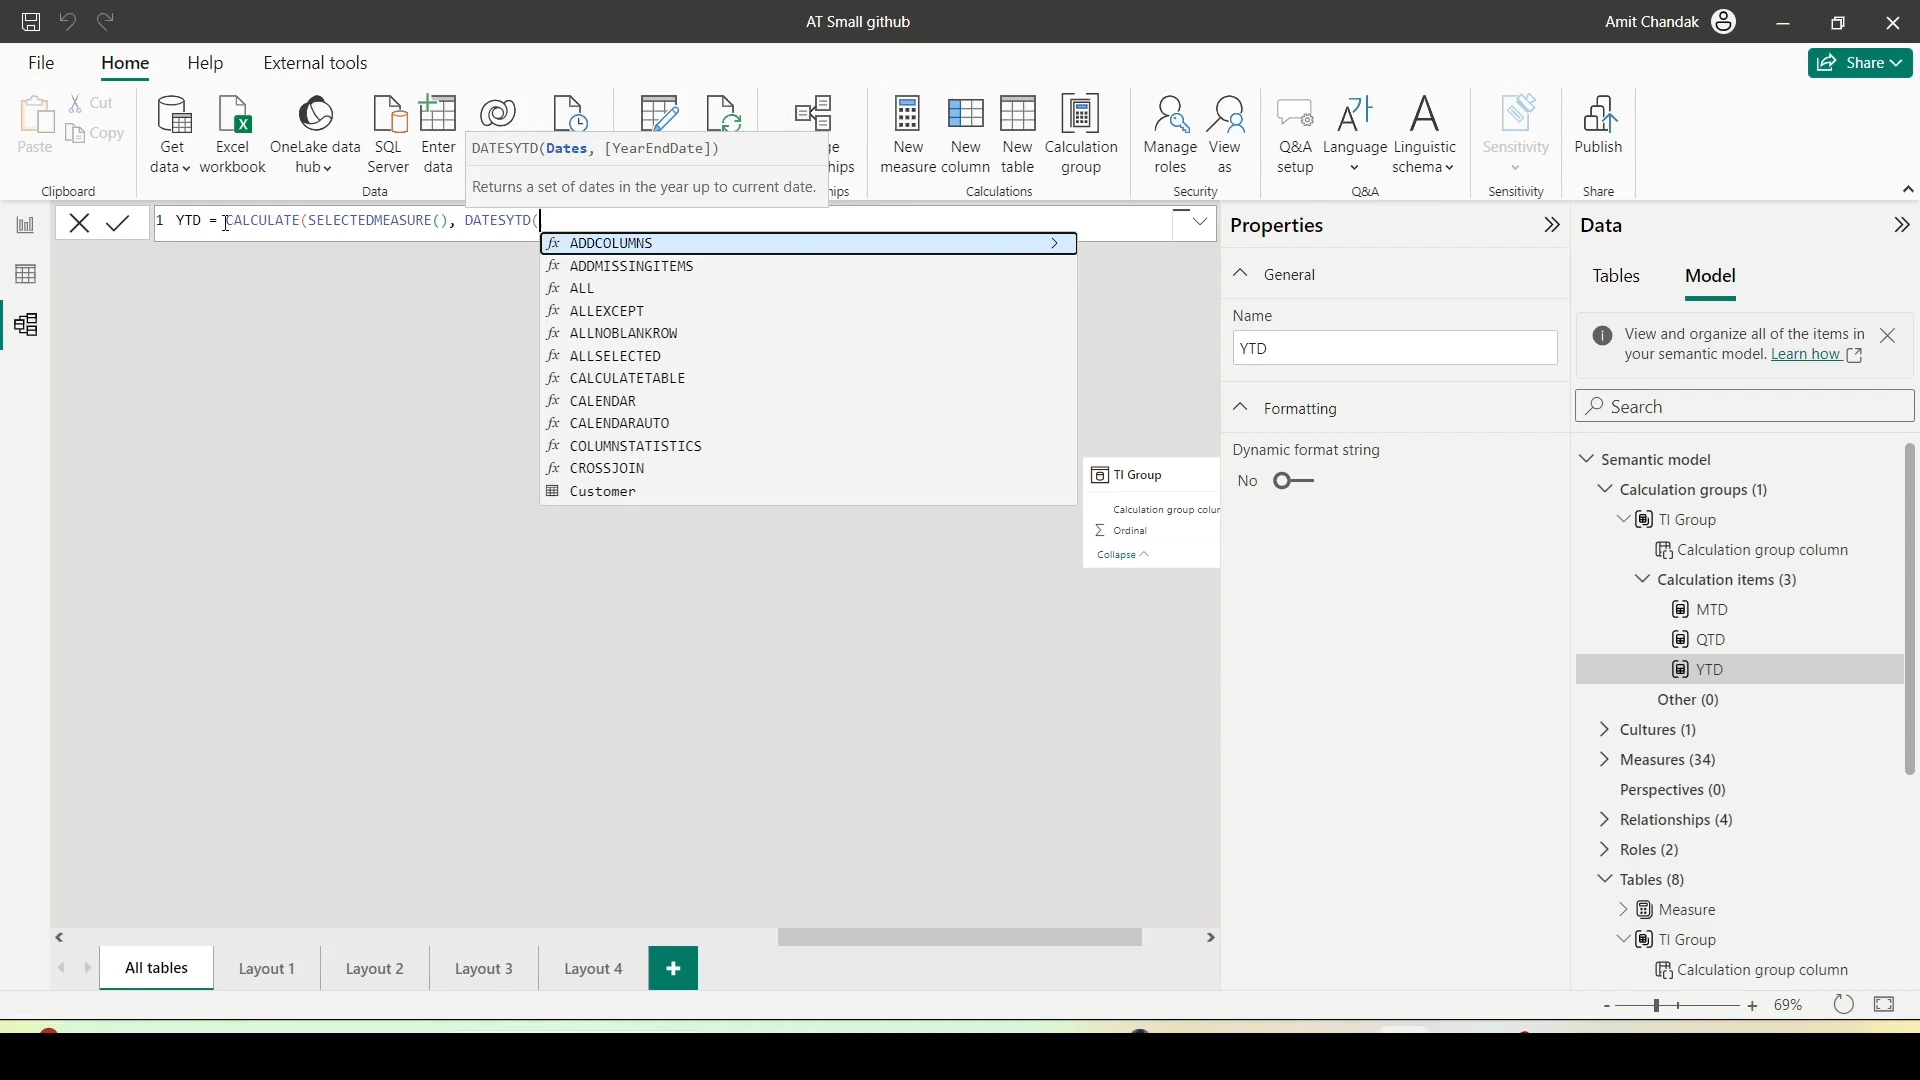 AT Small github
Amit Chandak
File
Home
Help
External tools
Share
Paste
Cut
Copy
Get data
Excel workbook
OneLake data hub
SQL Server
Enter data
New measure
New column
New table
Calculation group
Manage roles
View as
Q&A setup
Language
Linguistic schema
Sensitivity
Publish
Clipboard
Data
Calculations
Security
Q&A
Sensitivity
Share
DATESYTD(Dates, [YearEndDate])
Returns a set of dates in the year up to current date.
1 YTD = CALCULATE(SELECTEDMEASURE(), DATESYTD(
ADDCOLUMNS
ADDMISSINGITEMS
ALL
ALLEXCEPT
ALLNOBLANKROW
ALLSELECTED
CALCULATETABLE
CALENDAR
CALENDARAUTO
COLUMNSTATISTICS
CROSSJOIN
Customer
TI Group
Calculation group colu
Ordinal
Collapse
Properties
General
Name
YTD
Formatting
Dynamic format string
No
Data
Tables
Model
View and organize all of the items in
your semantic model. Learn how
Search
Semantic model
Calculation groups (1)
TI Group
Calculation group column
Calculation items (3)
MTD
QTD
YTD
Other (0)
Cultures (1)
Measures (34)
Perspectives (0)
Relationships (4)
Roles (2)
Tables (8)
Measure
TI Group
Calculation group column
All tables
Layout 1
Layout 2
Layout 3
Layout 4
69%